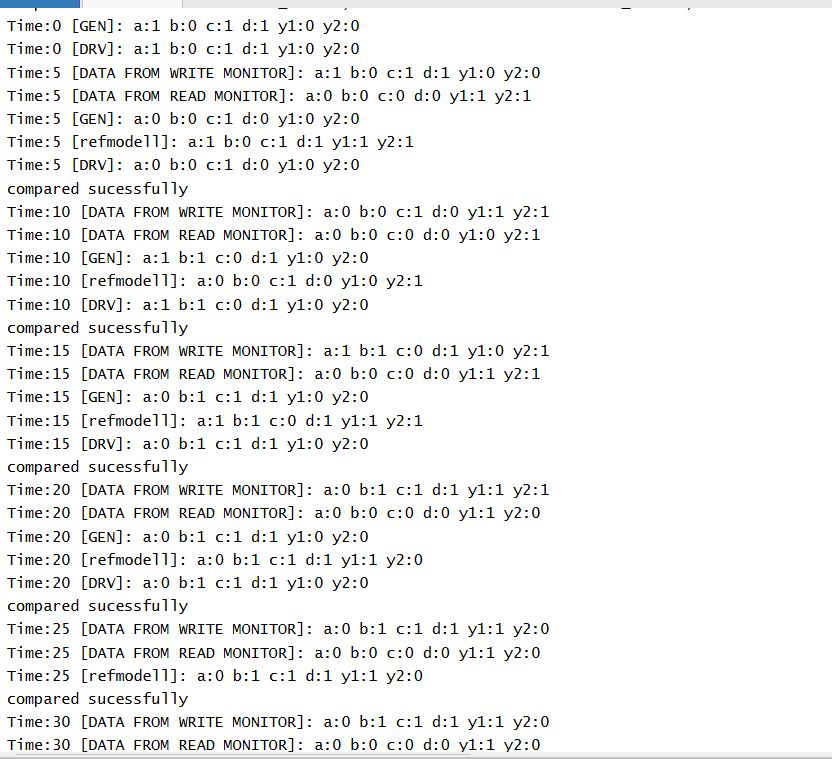 Time:0 [GEN]: a:1 b:0 c:1 d:1 y1:0 y2:0
Time:0 [DRV]: a:1 b:0 c:1 d:1 y1:0 y2:0
Time:5 [DATA FROM WRITE MONITOR]: a:1 b:0 c:1 d:1 y1:0 y2:0
Time:5 [DATA FROM READ MONITOR]: a:0 b:0 c:0 d:0 y1:1 y2:1
Time:5 [GEN]: a:0 b:0 c:1 d:0 y1:0 y2:0
Time:5 [refmodell]: a:1 b:0 c:1 d:1 y1:1 y2:1
Time:5 [DRV]: a:0 b:0 c:1 d:0 y1:0 y2:0
compared sucessfully
Time:10 [DATA FROM WRITE MONITOR]: a:0 b:0 c:1 d:0 y1:1 y2:1
Time:10 [DATA FROM READ MONITOR]: a:0 b:0 c:0 d:0 y1:0 y2:1
Time:10 [GEN]: a:1 b:1 c:0 d:1 y1:0 y2:0
Time:10 [refmodell]: a:0 b:0 c:1 d:0 y1:0 y2:1
Time:10 [DRV]: a:1 b:1 c:0 d:1 y1:0 y2:0
compared sucessfully
Time:15 [DATA FROM WRITE MONITOR]: a:1 b:1 c:0 d:1 y1:0 y2:1
Time:15 [DATA FROM READ MONITOR]: a:0 b:0 c:0 d:0 y1:1 y2:1
Time:15 [GEN]: a:0 b:1 c:1 d:1 y1:0 y2:0
Time:15 [refmodell]: a:1 b:1 c:0 d:1 y1:1 y2:1
Time:15 [DRV]: a:0 b:1 c:1 d:1 y1:0 y2:0
compared sucessfully
Time:20 [DATA FROM WRITE MONITOR]: a:0 b:1 c:1 d:1 y1:1 y2:1
Time:20 [DATA FROM READ MONITOR]: a:0 b:0 c:0 d:0 y1:1 y2:0
Time:20 [GEN]: a:0 b:1 c:1 d:1 y1:0 y2:0
Time:20 [refmodell]: a:0 b:1 c:1 d:1 y1:1 y2:0
Time:20 [DRV]: a:0 b:1 c:1 d:1 y1:0 y2:0
compared sucessfully
Time:25 [DATA FROM WRITE MONITOR]: a:0 b:1 c:1 d:1 y1:1 y2:0
Time:25 [DATA FROM READ MONITOR]: a:0 b:0 c:0 d:0 y1:1 y2:0
Time:25 [refmodell]: a:0 b:1 c:1 d:1 y1:1 y2:0
compared sucessfully
Time:30 [DATA FROM WRITE MONITOR]: a:0 b:1 c:1 d:1 y1:1 y2:0
Time:30 [DATA FROM READ MONITOR]: a:0 b:0 c:0 d:0 y1:1 y2:0